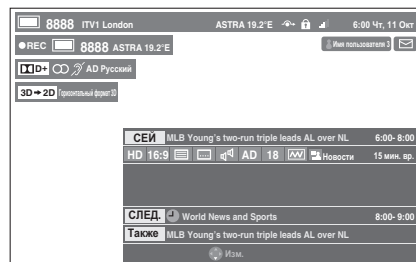 8888 ITV1 London ASTRA 19.2°E 6:00 Чт, 11 Окт
REC 8888 ASTRA 19.2°E Имя пользователя 3
D+ AD Русский
3D➔2D Горизонтальный формат 3D
СЕЙ MLB Young's two-run triple leads AL over NL 6:00- 8:00
HD 16:9 AD 18 Новости 15 мин. вр.
СЛЕД. World News and Sports 8:00- 9:00
Также MLB Young's two-run triple leads AL over NL
Изм.